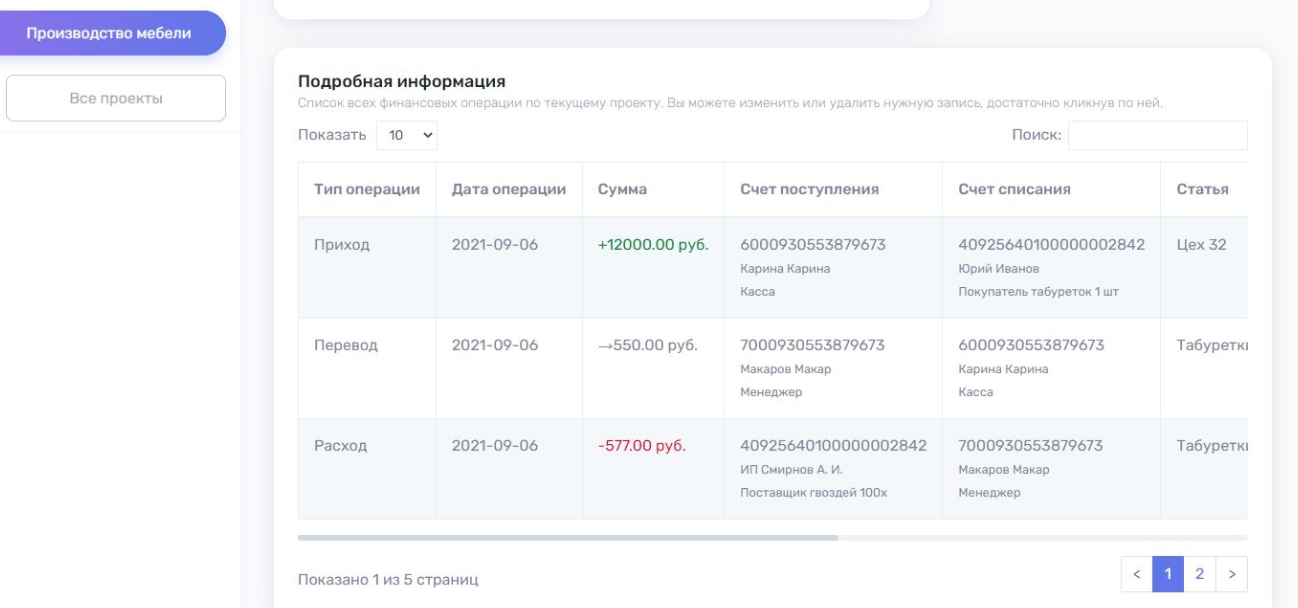 Производство мебели
Все проекты
Подробная информация
Список всех финансовых операции по текущему проекту. Вы можете изменить или удалить нужную запись, достаточно кликнув по ней.
Показать 10
Поиск:
Тип операции Дата операции Сумма Счет поступления Счет списания Статья
Приход 2021-09-06 +12000.00 руб. 6000930553879673 40925640100000002842 Цех 32
Карина Карина Юрий Иванов
Касса Покупатель табуреток 1 шт
Перевод 2021-09-06 →550.00 руб. 7000930553879673 6000930553879673 Табуретк
Макаров Макар Карина Карина
Менеджер Касса
Расход 2021-09-06 -577.00 руб. 40925640100000002842 7000930553879673 Табуретк
ИП Смирнов А. И. Макаров Макар
Поставщик гвоздей 100х Менеджер
Показано 1 из 5 страниц
< 1 2 >